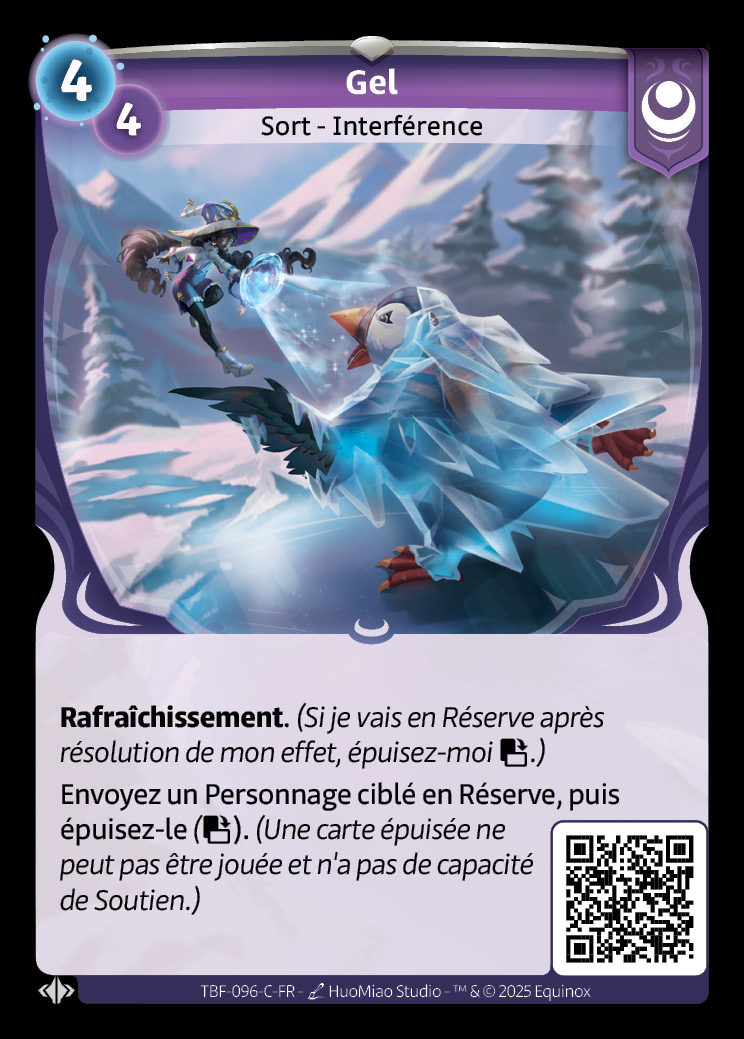 4
4
Gel
Sort - Interférence
Rafraîchissement. (Si je vais en Réserve après
résolution de mon effet, épuisez-moi .)
Envoyez un Personnage ciblé en Réserve, puis
épuisez-le (). (Une carte épuisée ne
peut pas être jouée et n'a pas de capacité
de Soutien.)
TBF-096-C-FR - HuoMiao Studio - ™ & © 2025 Equinox